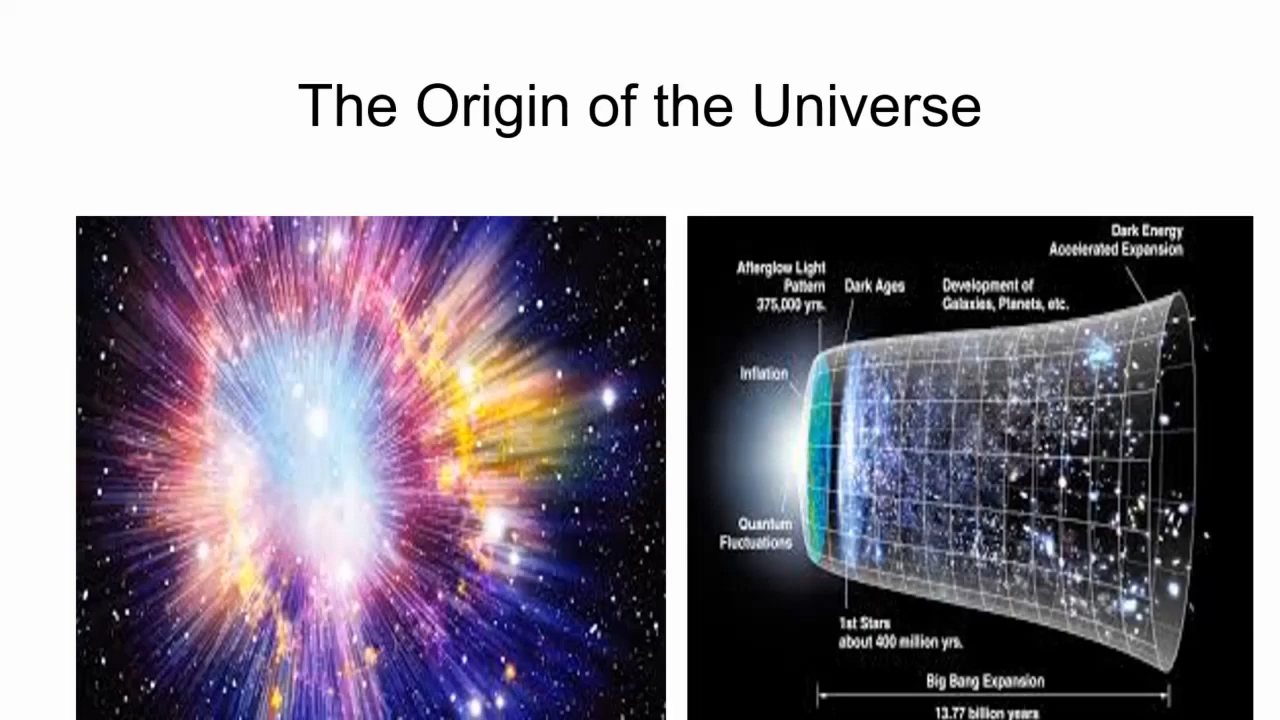 The Origin of the Universe
Dark Energy
Accelerated Expansion
Afterglow Light
Pattern
375,000 yrs.
Dark Ages
Development of
Galaxies, Planets, etc.
Inflation
Quantum
Fluctuations
1st Stars
about 400 million yrs.
Big Bang Expansion
13.77 billion years